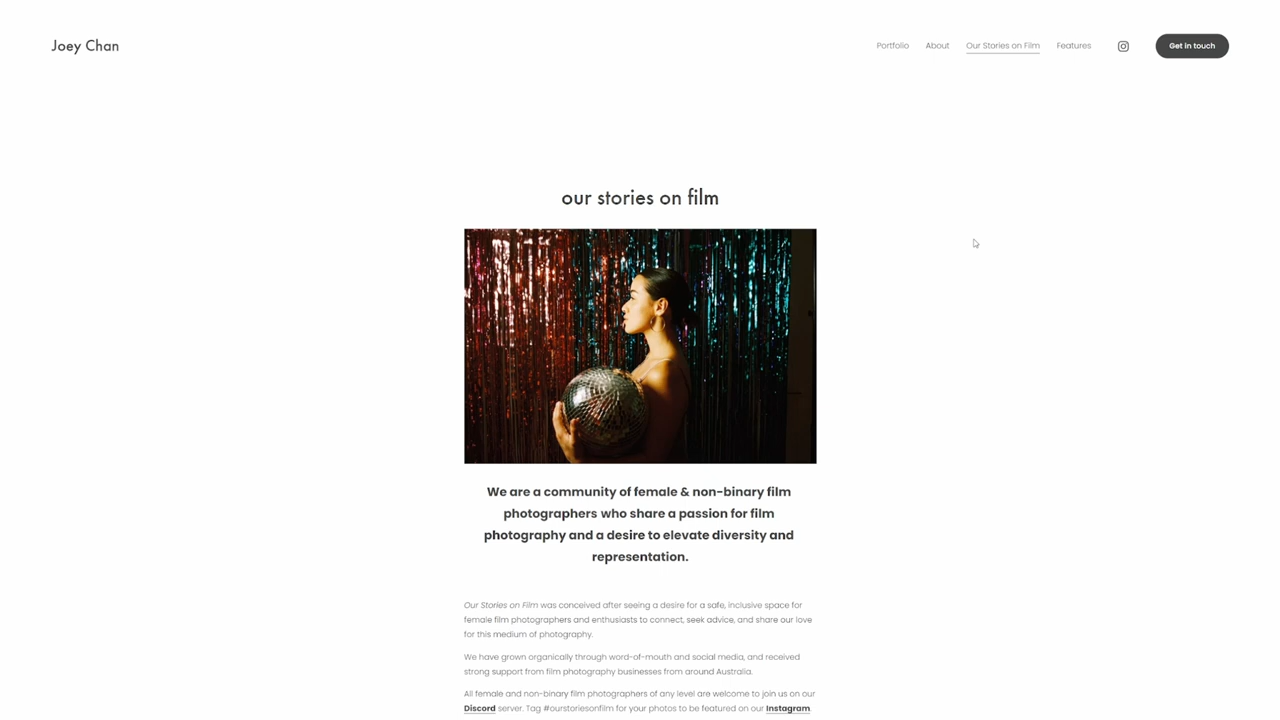 Joey Chan
Portfolio
About
Our Stories on Film
Features
Get in touch
our stories on film
We are a community of female & non-binary film
photographers who share a passion for film
photography and a desire to elevate diversity and
representation.
Our Stories on Film was conceived after seeing a desire for a safe, inclusive space for
female film photographers and enthusiasts to connect, seek advice, and share our love
for this medium of photography.
We have grown organically through word-of-mouth and social media, and received
strong support from film photography businesses from around Australia.
All female and non-binary film photographers of any level are welcome to join us on our
Discord server. Tag #ourstoriesonfilm for your photos to be featured on our Instagram